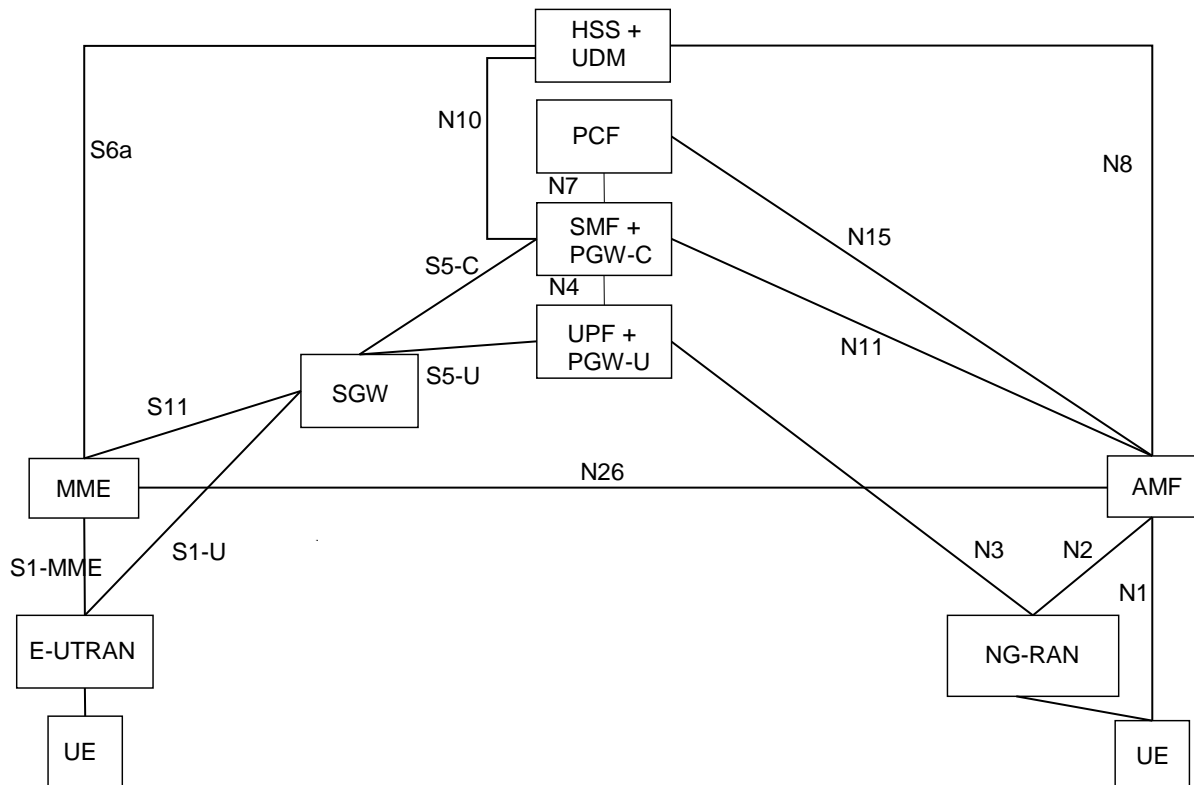 HSS +
UDM
N10
PCF
S6a
N8
N7
SMF +
PGW-C
N15
S5-C
N4
UPF +
PGW-U
N11
S5-U
SGW
S11
N26
MME
AMF
S1-U
N3
N2
S1-MME
N1
E-UTRAN
NG-RAN
UE
UE